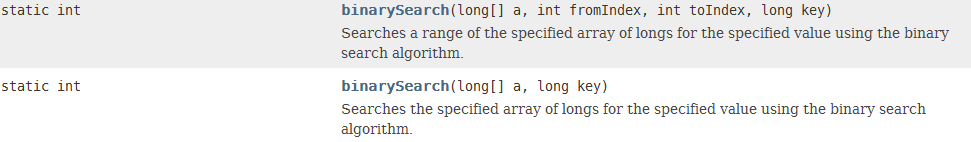 static int binarySearch(long[] a, int fromIndex, int toIndex, long key)
Searches a range of the specified array of longs for the specified value using the binary
search algorithm.
static int binarySearch(long[] a, long key)
Searches the specified array of longs for the specified value using the binary search
algorithm.